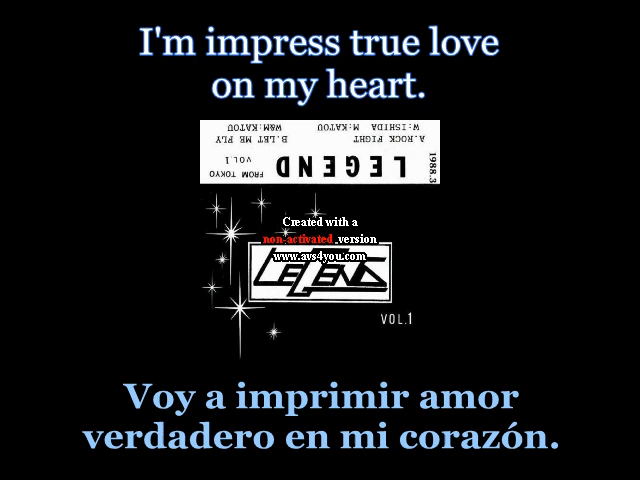 I'm impress true love
on my heart.
W:ISHIDA M:KATOU W&M:KATOU
A.ROCK FIGHT B.LET ME FLY
1988.3
LEGEND VOL.1
FROM TOKYO
Created with a
non-activated version
www.avs4you.com
LEGEND
VOL.1
Voy a imprimir amor
verdadero en mi corazón.